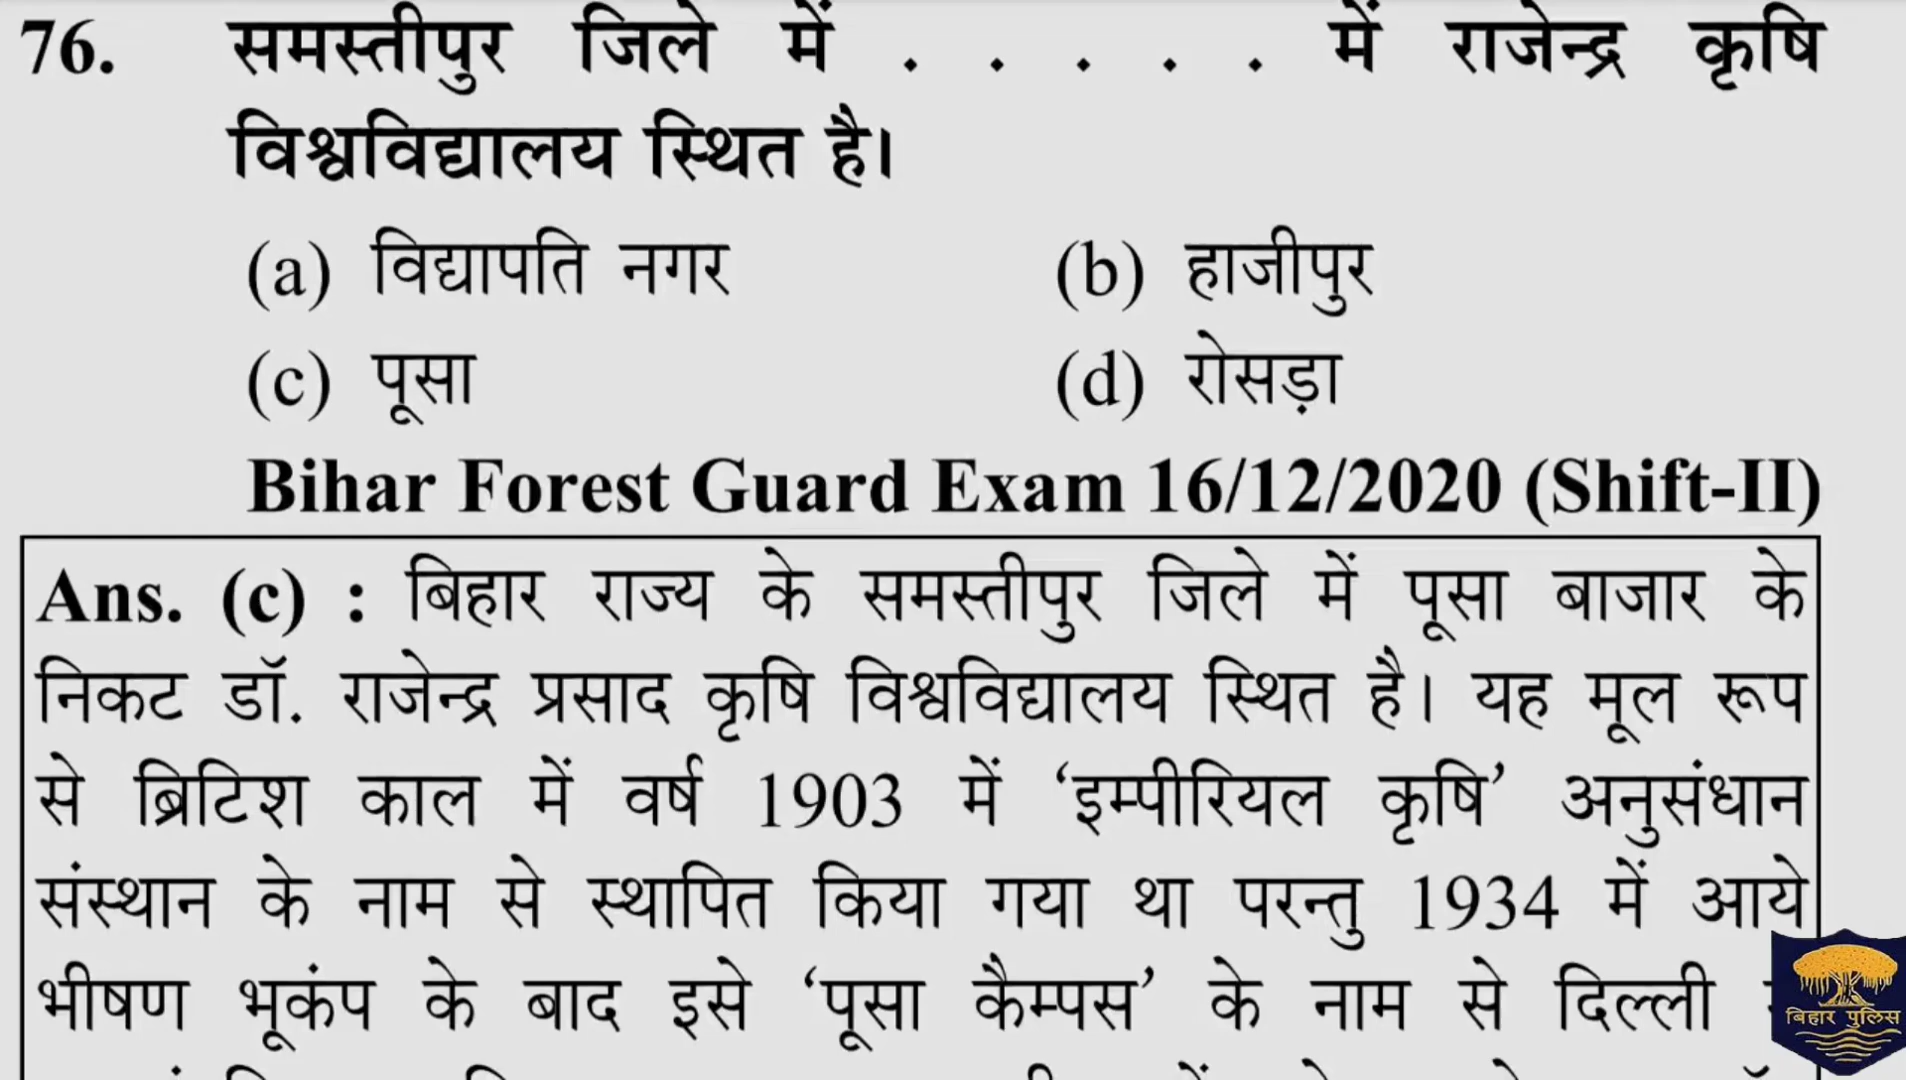 76. समस्तीपुर जिले में . . . . . में राजेन्द्र कृषि
विश्वविद्यालय स्थित है।
(a) विद्यापति नगर (b) हाजीपुर
(c) पूसा (d) रोसड़ा
Bihar Forest Guard Exam 16/12/2020 (Shift-II)
Ans. (c) : बिहार राज्य के समस्तीपुर जिले में पूसा बाजार के
निकट डॉ. राजेन्द्र प्रसाद कृषि विश्वविद्यालय स्थित है। यह मूल रूप
से ब्रिटिश काल में वर्ष 1903 में ‘इम्पीरियल कृषि’ अनुसंधान
संस्थान के नाम से स्थापित किया गया था परन्तु 1934 में आये
भीषण भूकंप के बाद इसे ‘पूसा कैम्पस’ के नाम से दिल्ली
बिहार पुलिस